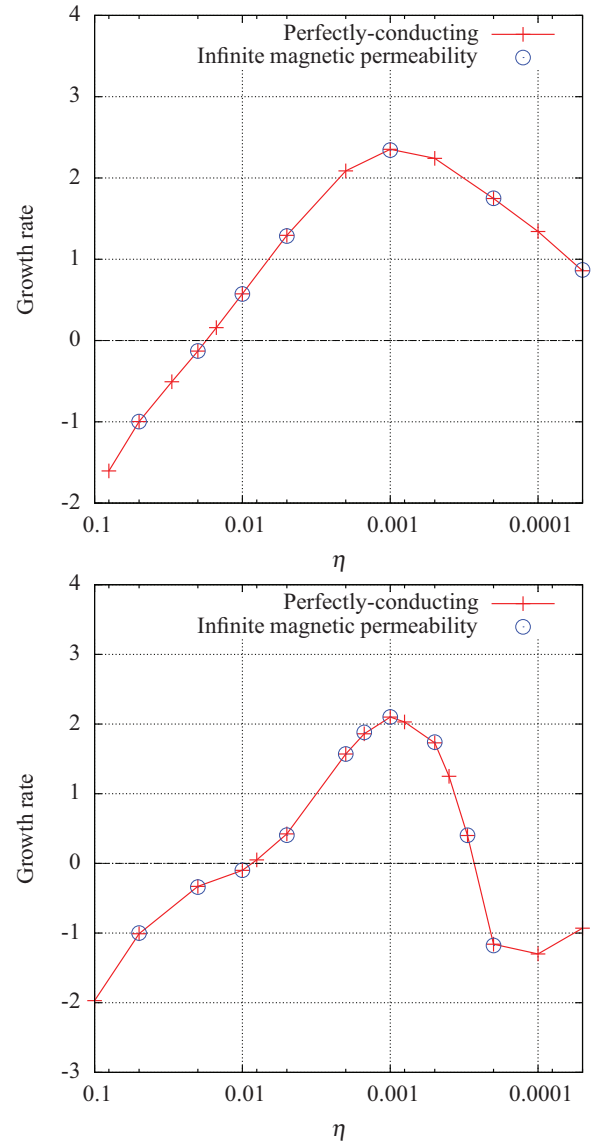 4
Perfectly-conducting
Infinite magnetic permeability
3
2
1
0
-1
-2
Growth rate
0.1 0.01 0.001 0.0001
η
4
Perfectly-conducting
Infinite magnetic permeability
3
2
1
0
-1
-2
-3
Growth rate
0.1 0.01 0.001 0.0001
η